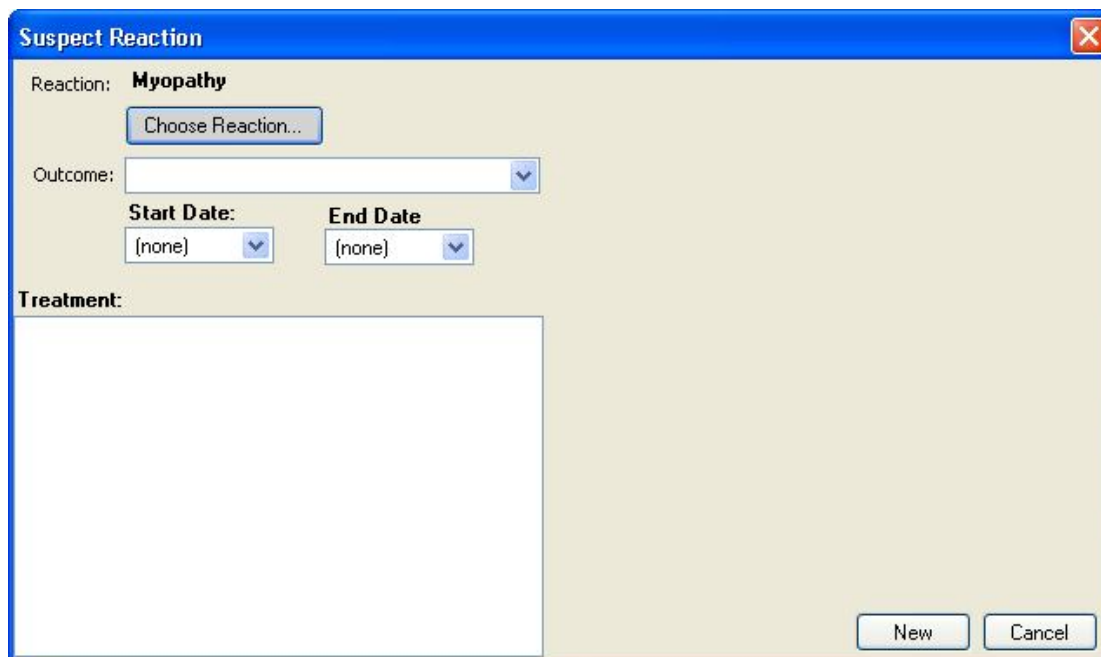 Suspect Reaction
Reaction: Myopathy
Choose Reaction...
Outcome:
Start Date: End Date
(none) (none)
Treatment:
New Cancel